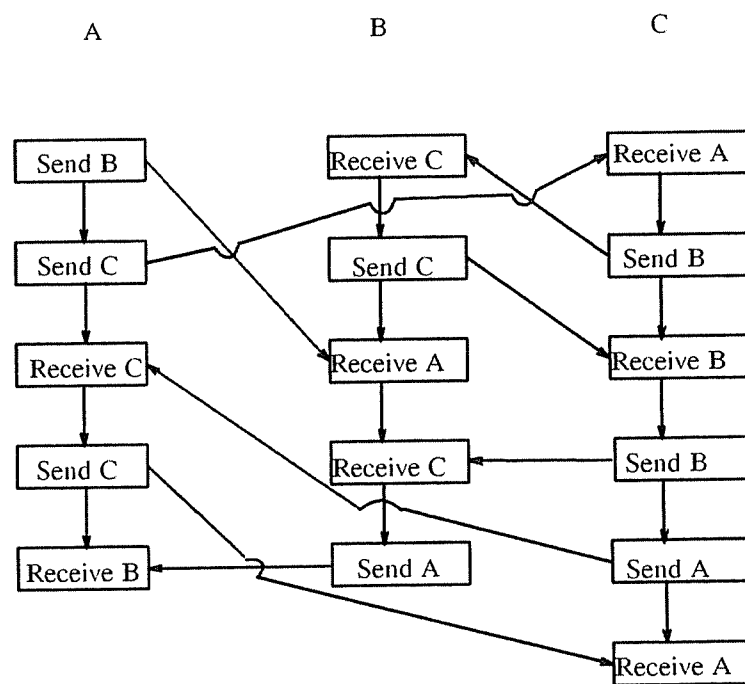 A B C
Send B Receive C Receive A
Send C Send C Send B
Receive C Receive A Receive B
Send C Receive C Send B
Receive B Send A Send A
Receive A